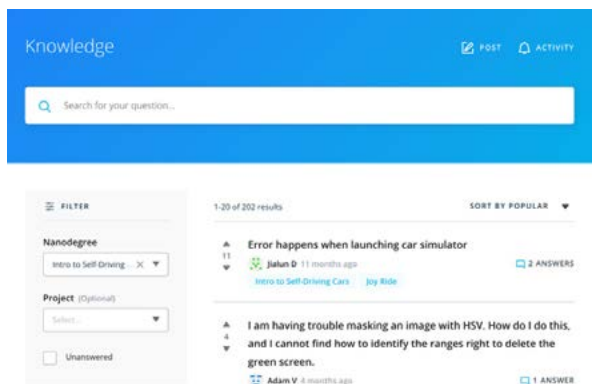 Knowledge
POST
ACTIVITY
Search for your question...
FILTER
1-20 of 202 results
SORT BY POPULAR
Nanodegree
Intro to Self-Driving ...
Project (Optional)
Select...
Unanswered
11
Error happens when launching car simulator
Jialun D 11 months ago
2 ANSWERS
Intro to Self-Driving Cars
Joy Ride
4
I am having trouble masking an image with HSV. How do I do this,
and I cannot find how to identify the ranges right to delete the
green screen.
Adam V 4 months ago
1 ANSWER